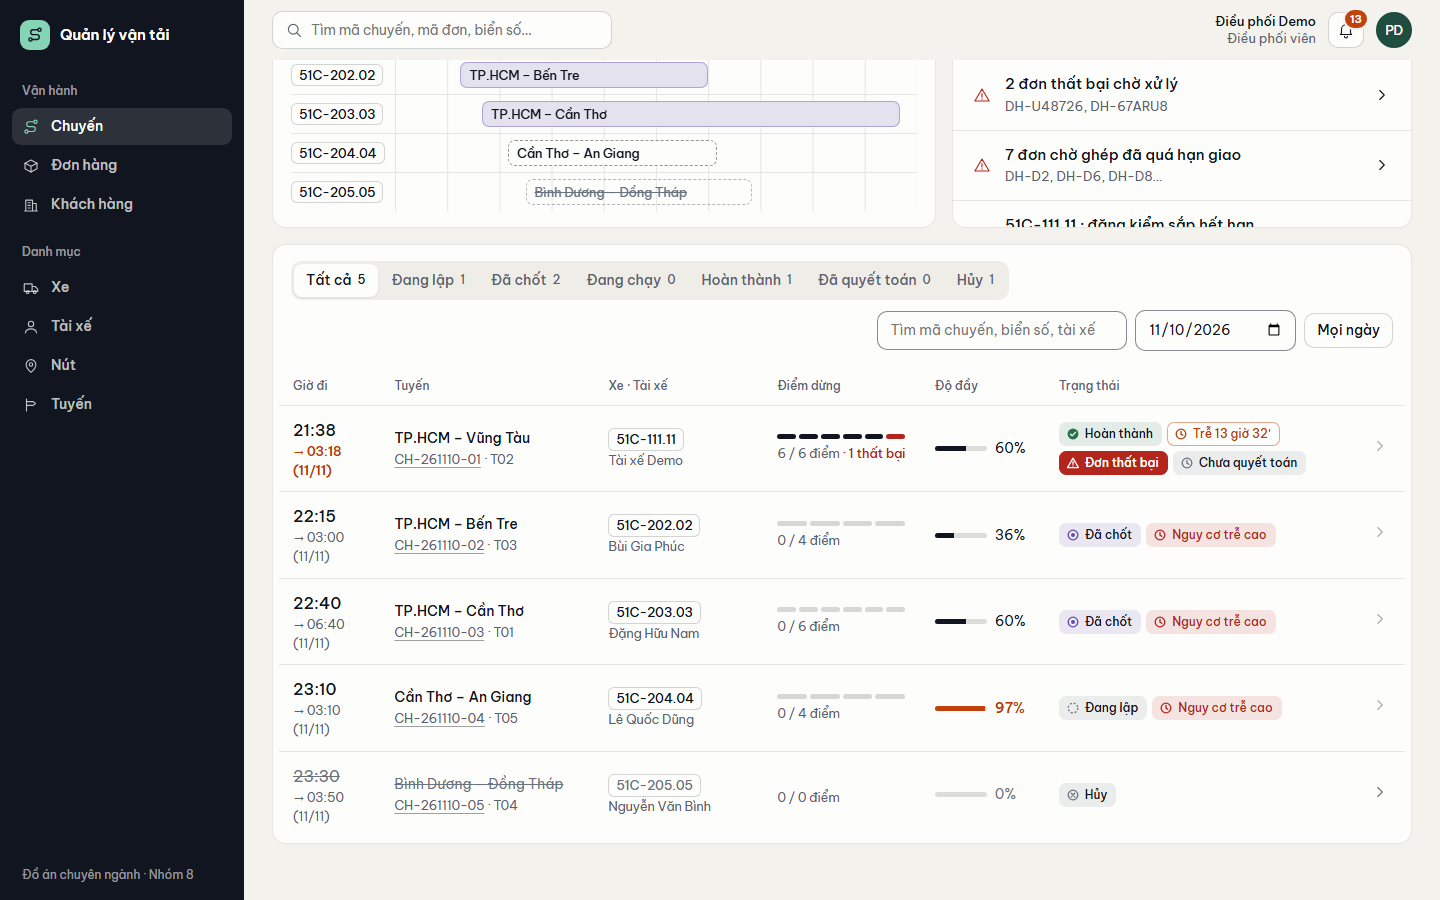 Quản lý vận tải
Vận hành
Chuyến
Đơn hàng
Khách hàng
Danh mục
Xe
Tài xế
Nút
Tuyến
Đồ án chuyên ngành · Nhóm 8
Tìm mã chuyến, mã đơn, biển số...
Điều phối Demo
Điều phối viên
13
PD
51C-202.02
TP.HCM – Bến Tre
51C-203.03
TP.HCM – Cần Thơ
51C-204.04
Cần Thơ – An Giang
51C-205.05
Bình Dương – Đồng Tháp
2 đơn thất bại chờ xử lý
DH-U48726, DH-67ARU8
7 đơn chờ ghép đã quá hạn giao
DH-D2, DH-D6, DH-D8...
51C-111.11 : đăng kiểm sắp hết hạn
Tất cả 5
Đang lập 1
Đã chốt 2
Đang chạy 0
Hoàn thành 1
Đã quyết toán 0
Hủy 1
Tìm mã chuyến, biển số, tài xế
11/10/2026
Mọi ngày
Giờ đi
Tuyến
Xe · Tài xế
Điểm dừng
Độ đầy
Trạng thái
21:38
→ 03:18
(11/11)
TP.HCM – Vũng Tàu
CH-261110-01 · T02
51C-111.11
Tài xế Demo
6 / 6 điểm · 1 thất bại
60%
Hoàn thành
Trễ 13 giờ 32'
Đơn thất bại
Chưa quyết toán
22:15
→ 03:00
(11/11)
TP.HCM – Bến Tre
CH-261110-02 · T03
51C-202.02
Bùi Gia Phúc
0 / 4 điểm
36%
Đã chốt
Nguy cơ trễ cao
22:40
→ 06:40
(11/11)
TP.HCM – Cần Thơ
CH-261110-03 · T01
51C-203.03
Đặng Hữu Nam
0 / 6 điểm
60%
Đã chốt
Nguy cơ trễ cao
23:10
→ 03:10
(11/11)
Cần Thơ – An Giang
CH-261110-04 · T05
51C-204.04
Lê Quốc Dũng
0 / 4 điểm
97%
Đang lập
Nguy cơ trễ cao
23:30
→ 03:50
(11/11)
Bình Dương – Đồng Tháp
CH-261110-05 · T04
51C-205.05
Nguyễn Văn Bình
0 / 0 điểm
0%
Hủy